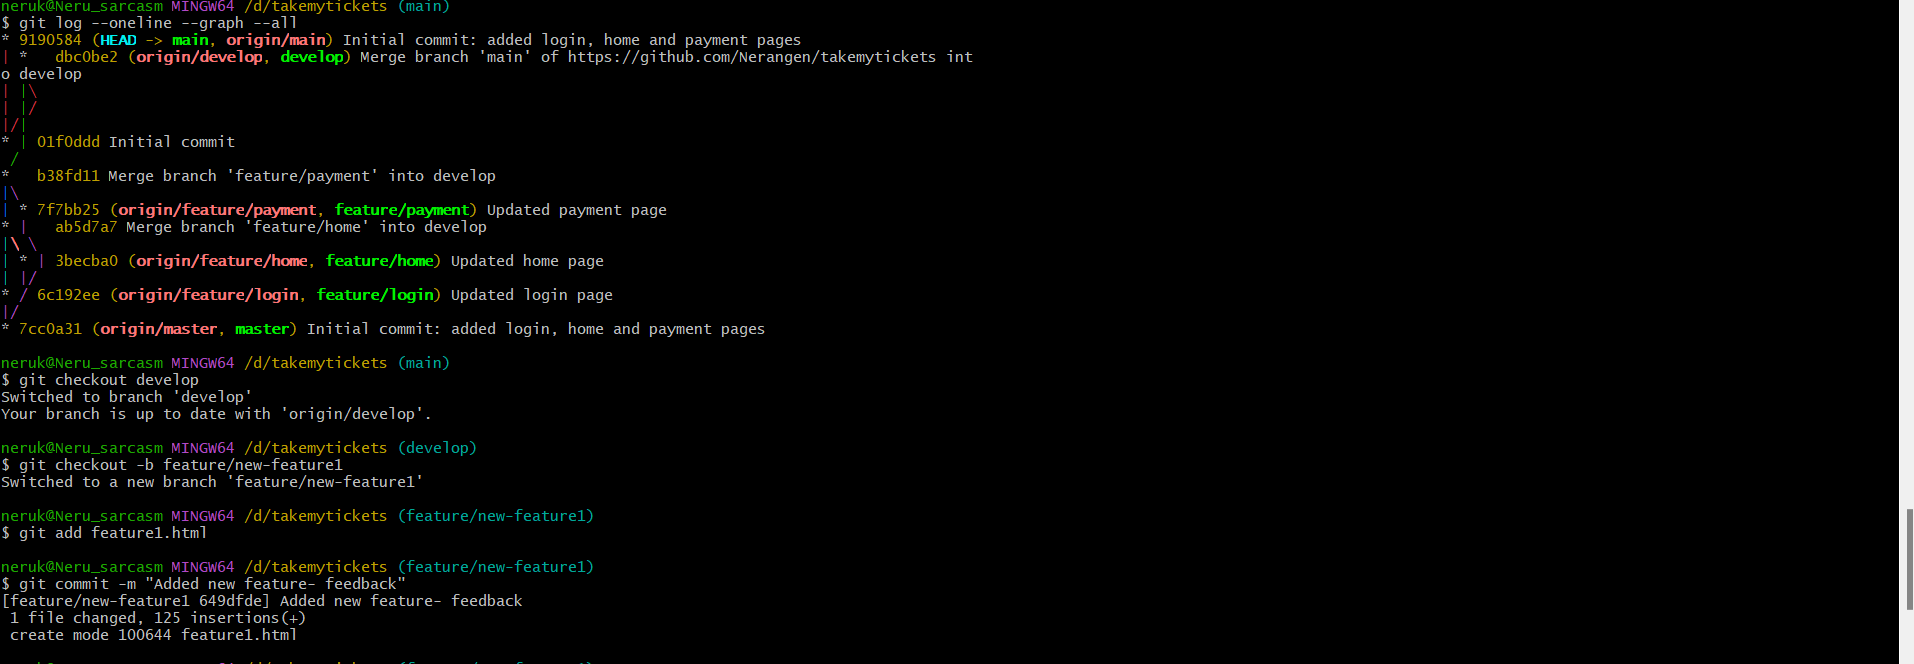 neruk@Neru_sarcasm MINGW64 /d/takemytickets (main)
$ git log --oneline --graph --all
* 9190584 (HEAD -> main, origin/main) Initial commit: added login, home and payment pages
| *   dbc0be2 (origin/develop, develop) Merge branch 'main' of https://github.com/Nerangen/takemytickets int
o develop
| |\
| |/
|/|
* | 01f0ddd Initial commit
 /
*   b38fd11 Merge branch 'feature/payment' into develop
|\
| * 7f7bb25 (origin/feature/payment, feature/payment) Updated payment page
* |   ab5d7a7 Merge branch 'feature/home' into develop
|\ \
| * | 3becba0 (origin/feature/home, feature/home) Updated home page
| |/
* / 6c192ee (origin/feature/login, feature/login) Updated login page
|/
* 7cc0a31 (origin/master, master) Initial commit: added login, home and payment pages
neruk@Neru_sarcasm MINGW64 /d/takemytickets (main)
$ git checkout develop
Switched to branch 'develop'
Your branch is up to date with 'origin/develop'.
neruk@Neru_sarcasm MINGW64 /d/takemytickets (develop)
$ git checkout -b feature/new-feature1
Switched to a new branch 'feature/new-feature1'
neruk@Neru_sarcasm MINGW64 /d/takemytickets (feature/new-feature1)
$ git add feature1.html
neruk@Neru_sarcasm MINGW64 /d/takemytickets (feature/new-feature1)
$ git commit -m "Added new feature- feedback"
[feature/new-feature1 649dfde] Added new feature- feedback
 1 file changed, 125 insertions(+)
 create mode 100644 feature1.html